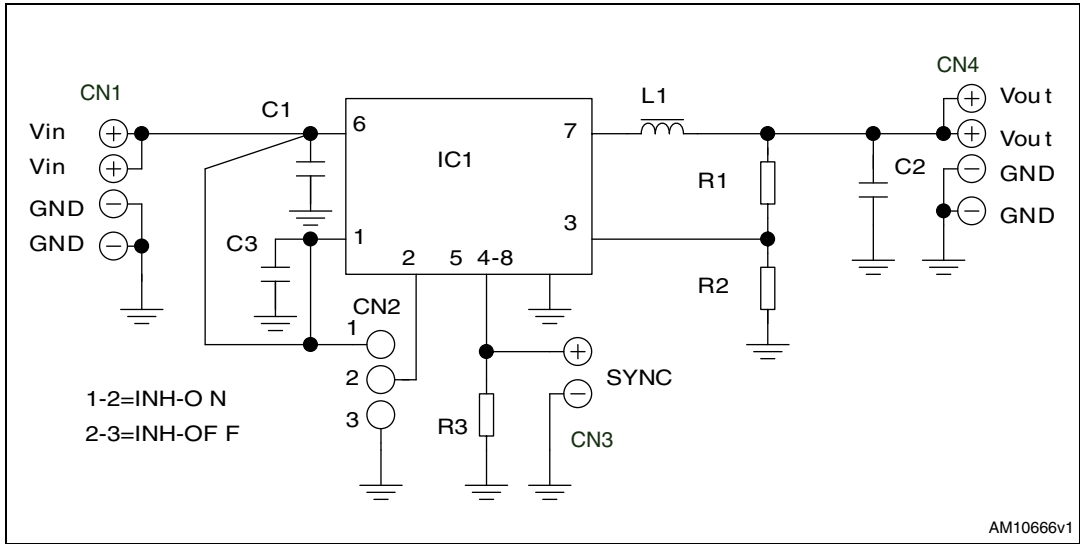 CN4
CN1
C1
L1
Vout
Vin
6
7
IC1
Vout
Vin
R1
C2
GND
GND
C3
1
3
GND
GND
2
5
4-8
R2
CN2
1
2
SYNC
1-2=INH-O N
3
R3
2-3=INH-OF F
CN3
AM10666v1